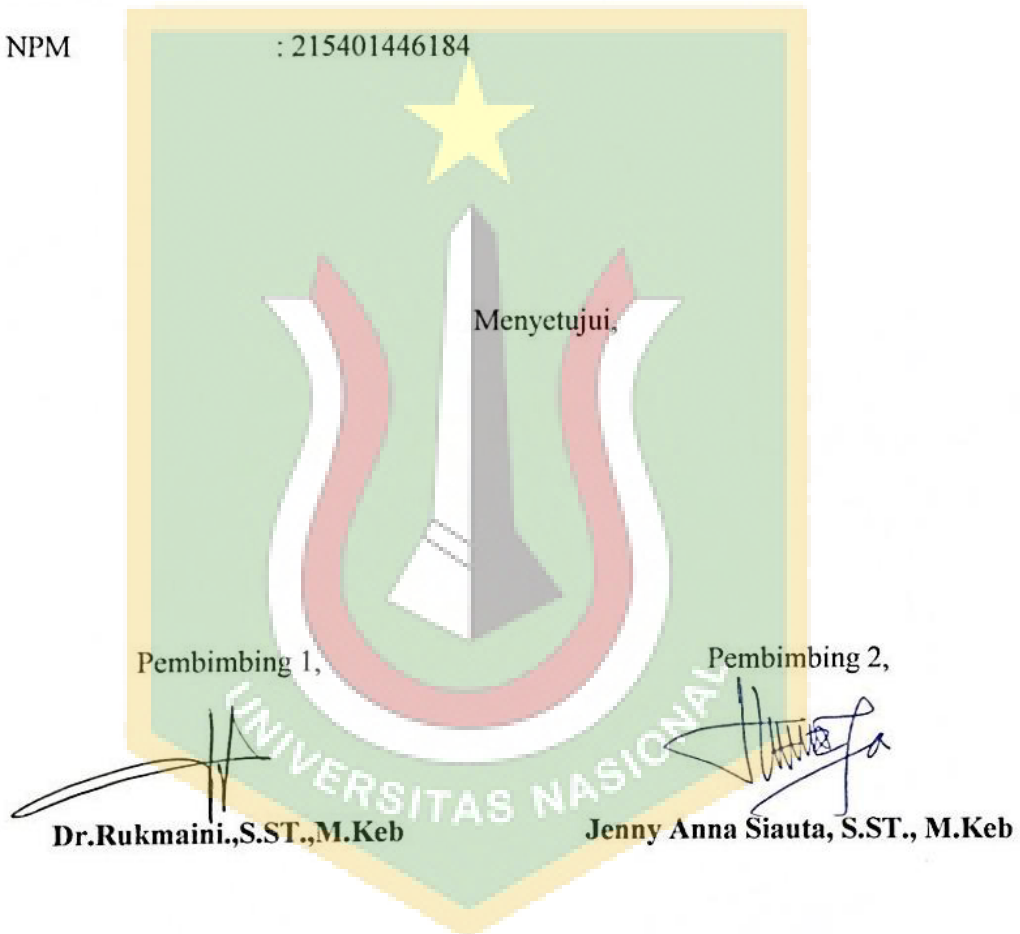 NPM : 215401446184
Menyetujui,
Pembimbing 1,
Pembimbing 2,
UNIVERSITAS NASIONAL
Dr.Rukmaini.,S.ST.,M.Keb
Jenny Anna Siauta, S.ST., M.Keb